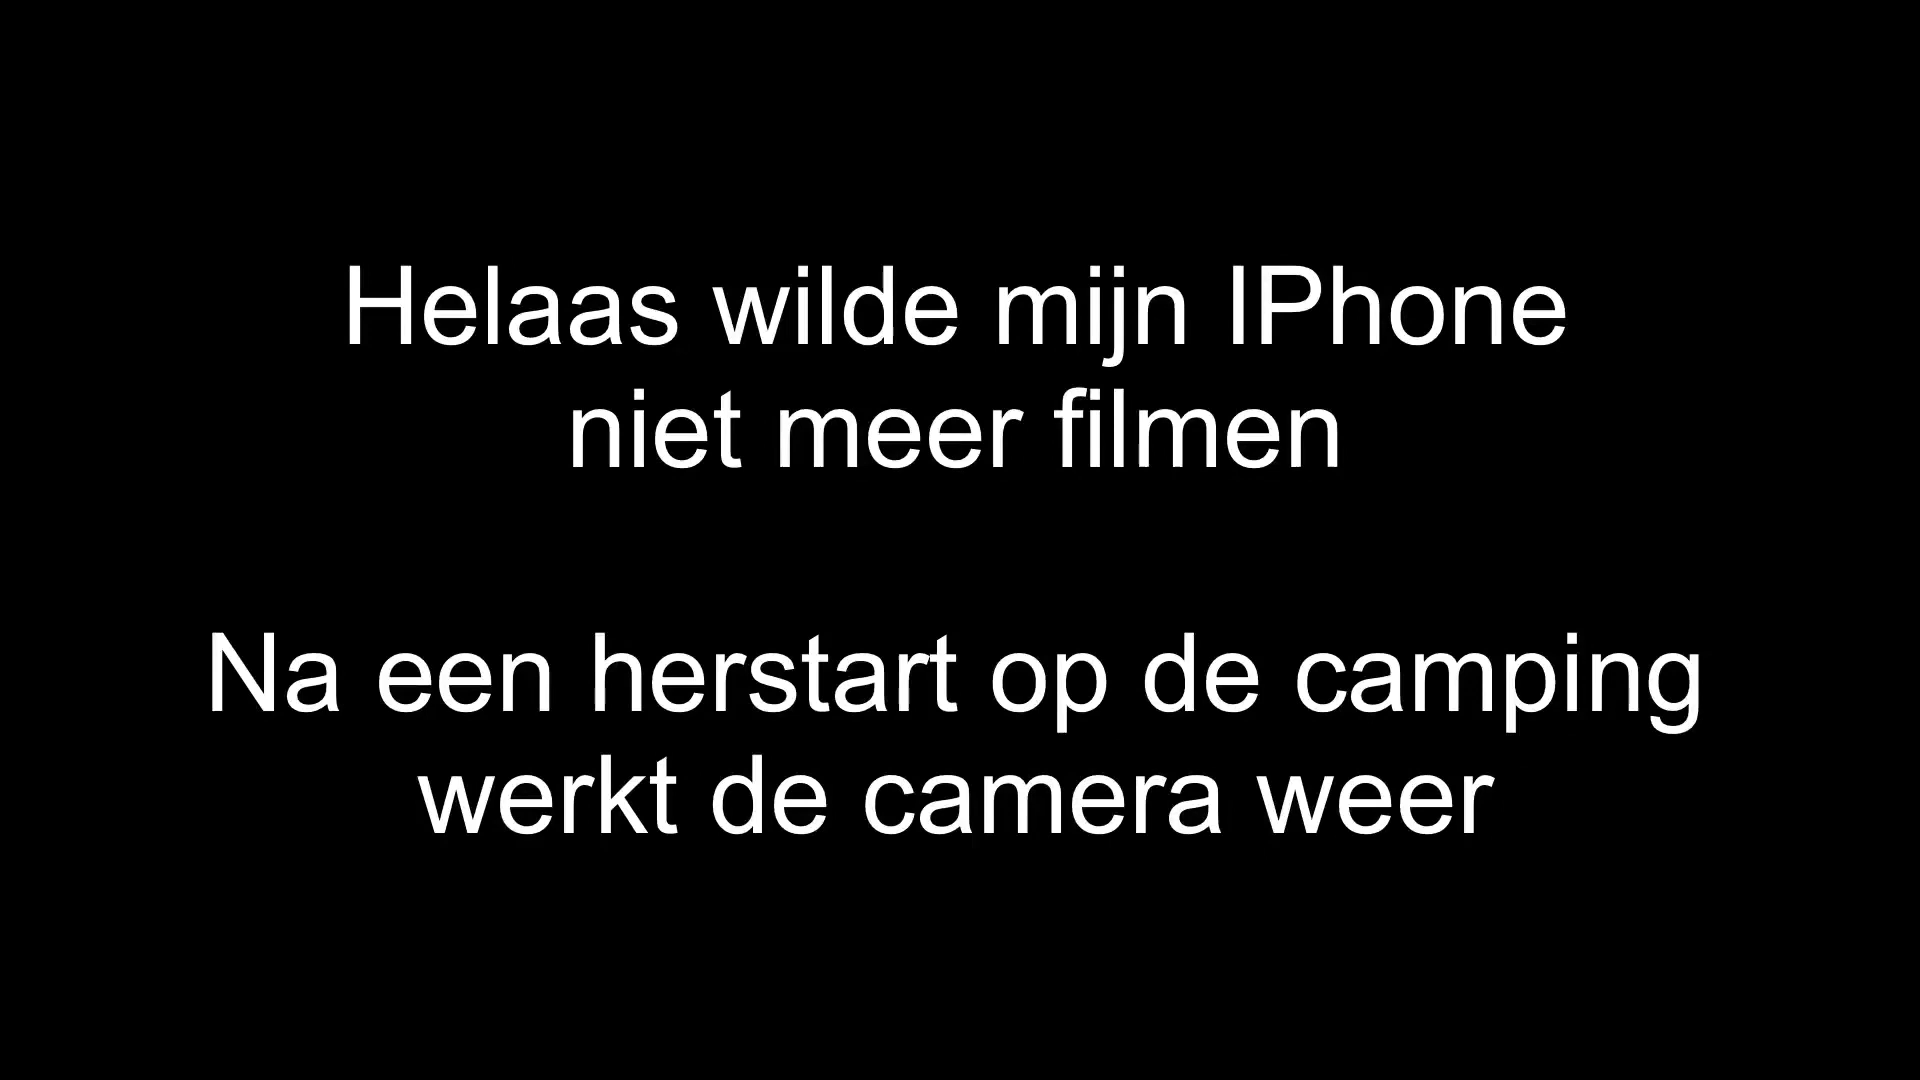 Helaas wilde mijn IPhone
niet meer filmen
Na een herstart op de camping
werkt de camera weer